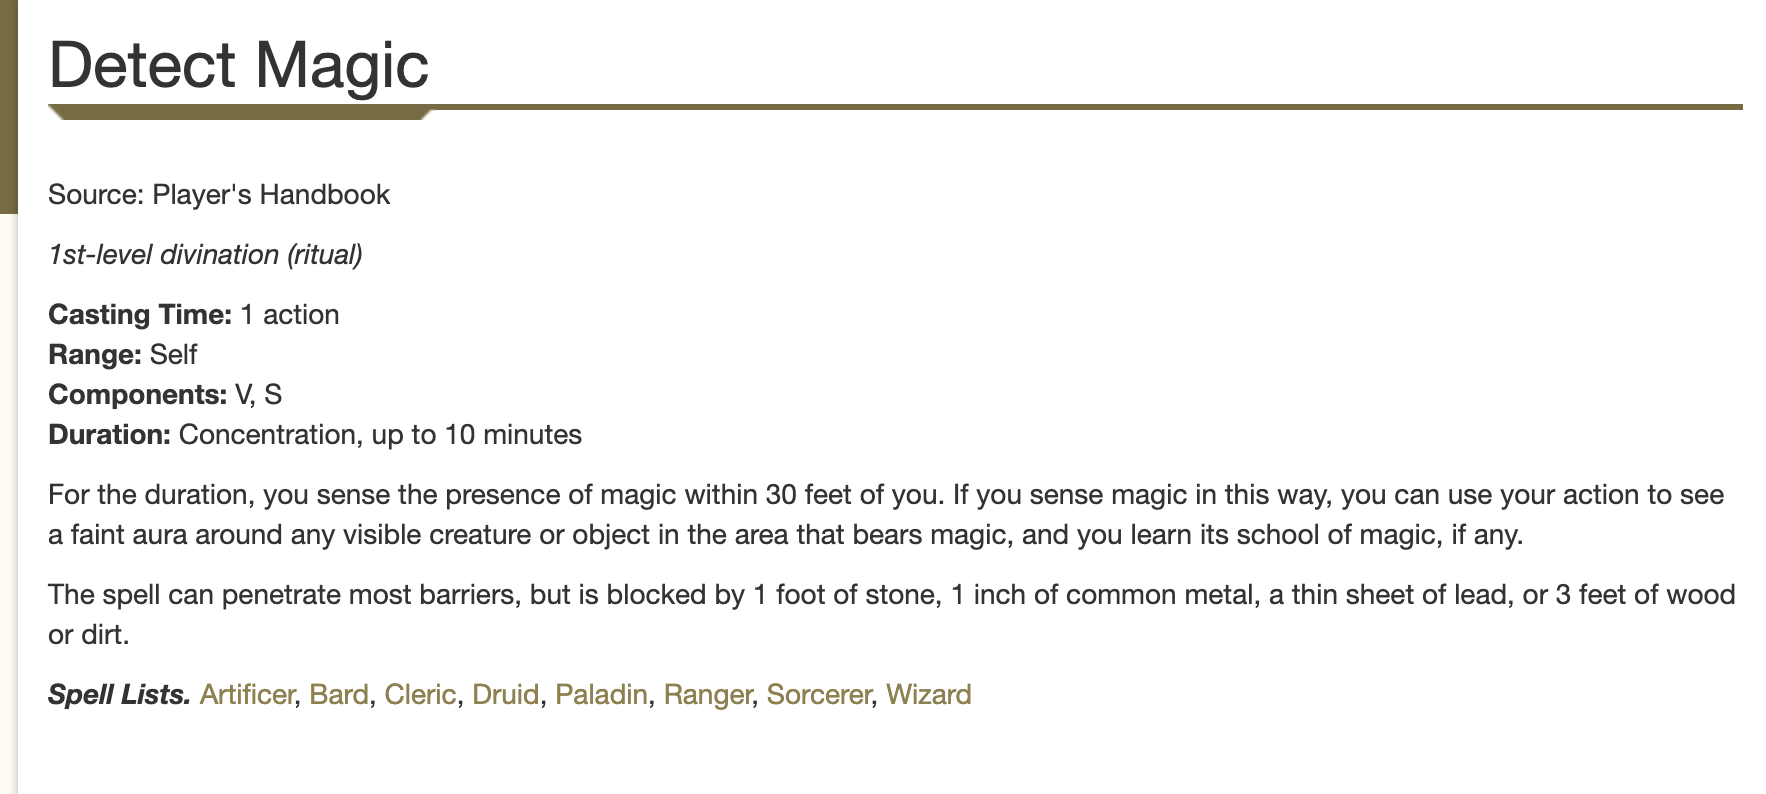 Detect Magic
Source: Player's Handbook
1st-level divination (ritual)
Casting Time: 1 action
Range: Self
Components: V, S
Duration: Concentration, up to 10 minutes
For the duration, you sense the presence of magic within 30 feet of you. If you sense magic in this way, you can use your action to see
a faint aura around any visible creature or object in the area that bears magic, and you learn its school of magic, if any.
The spell can penetrate most barriers, but is blocked by 1 foot of stone, 1 inch of common metal, a thin sheet of lead, or 3 feet of wood
or dirt.
Spell Lists. Artificer, Bard, Cleric, Druid, Paladin, Ranger, Sorcerer, Wizard